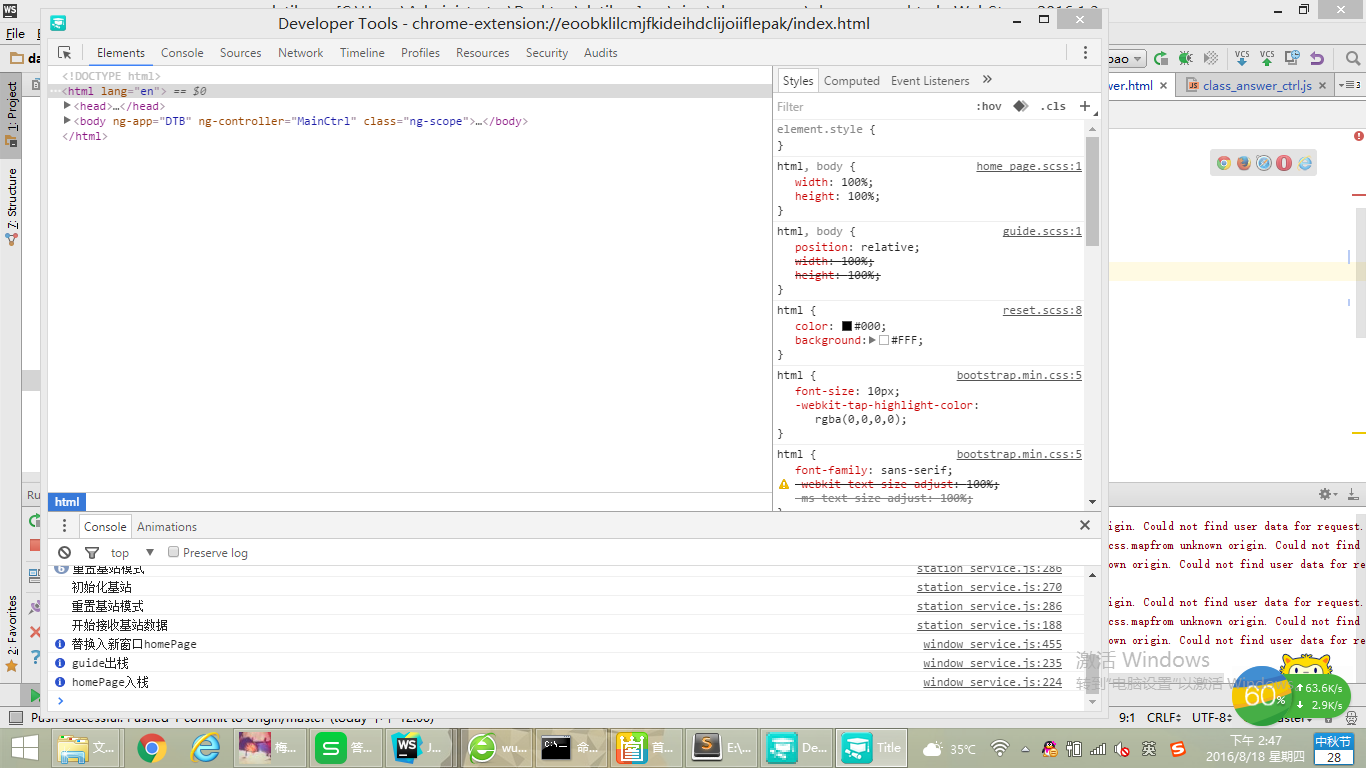 Developer Tools - chrome-extension://eoobklilcmjfkideihdclijoiiflepak/index.html
File
Elements Console Sources Network Timeline Profiles Resources Security Audits
<!DOCTYPE html>
<html lang="en"> == $0
<head>…</head>
<body ng-app="DTB" ng-controller="MainCtrl" class="ng-scope">…</body>
</html>
html
Styles Computed Event Listeners »
Filter :hov .cls +
element.style {
}
html, body { home_page.scss:1
width: 100%;
height: 100%;
}
html, body { guide.scss:1
position: relative;
width: 100%;
height: 100%;
}
html { reset.scss:8
color: #000;
background: #FFF;
}
html { bootstrap.min.css:5
font-size: 10px;
-webkit-tap-highlight-color:
rgba(0,0,0,0);
}
html { bootstrap.min.css:5
font-family: sans-serif;
-webkit-text-size-adjust: 100%;
-ms-text-size-adjust: 100%;
Console Animations
top Preserve log
6 重置基站模式 station_service.js:286
初始化基站 station_service.js:270
重置基站模式 station_service.js:286
开始接收基站数据 station_service.js:188
替换入新窗口homePage window_service.js:455
guide出栈 window_service.js:235
homePage入栈 window_service.js:224
1: Project
7: Structure
2: Favorites
da
Ru
bao
VCS VCS
wer.html class_answer_ctrl.js
igin. Could not find user data for request.
css.mapfrom unknown origin. Could not find
own origin. Could not find user data for re
igin. Could not find user data for request.
css.mapfrom unknown origin. Could not find
own origin. Could not find user data for re
激活 Windows
转到"电脑设置"以激活 Windows
60%
63.6K/s
2.9K/s
9:1 CRLF UTF-8
文... 梅... 答... J... wu... 命... 首... E:\... De... Title
35℃
英
下午 2:47
2016/8/18 星期四
中秋节
28